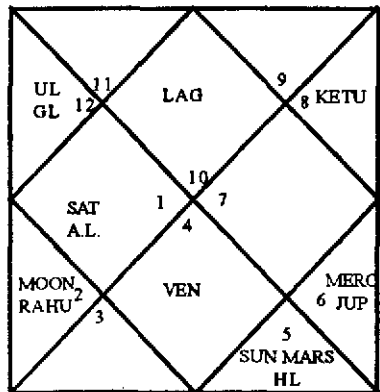 11
9
UL
GL
12
LAG
8
KETU
10
1
7
SAT
A.L.
4
MOON
RAHU
2
3
VEN
MERC
6
JUP
5
SUN MARS
HL